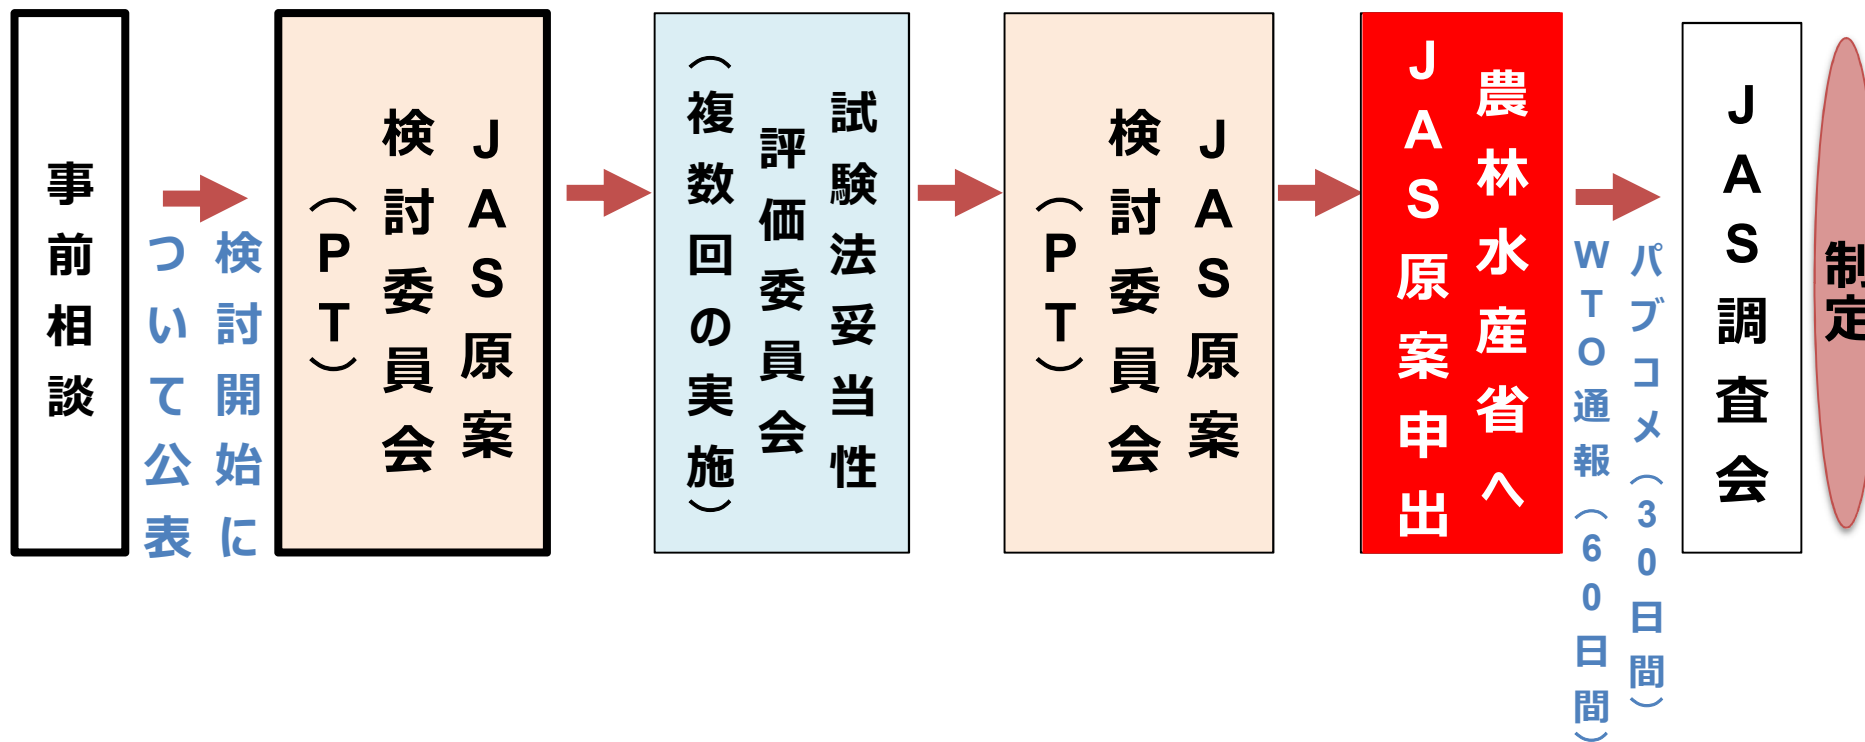 事前相談
検討開始に
ついて公表
JAS原案
検討委員会
（PT）
試験法妥当性
評価委員会
（複数回の実施）
JAS原案
検討委員会
（PT）
農林水産省へ
JAS原案申出
パブコメ（30日間）
WTO通報（60日間）
JAS調査会
制定